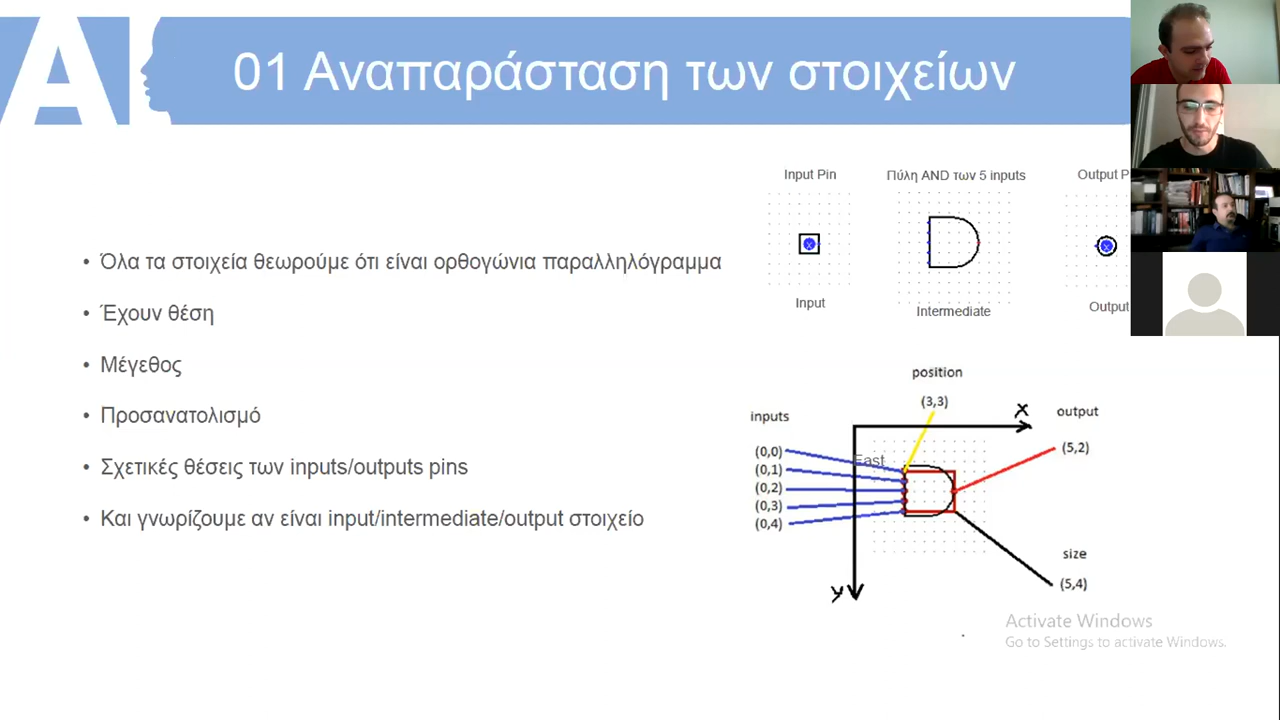 AI
01 Αναπαράσταση των στοιχείων
Input Pin
Πύλη AND των 5 inputs
Output P
Input
Intermediate
Output
• Όλα τα στοιχεία θεωρούμε ότι είναι ορθογώνια παραλληλόγραμμα
• Έχουν θέση
• Μέγεθος
• Προσανατολισμό
• Σχετικές θέσεις των inputs/outputs pins
• Και γνωρίζουμε αν είναι input/intermediate/output στοιχείο
position
(3,3)
x
inputs
output
(0,0)
(0,1)
(0,2)
(0,3)
(0,4)
East
(5,2)
size
(5,4)
y
Activate Windows
Go to Settings to activate Windows.